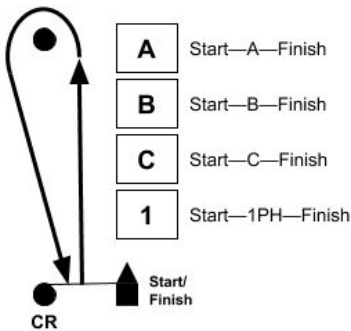 A Start—A—Finish
B Start—B—Finish
C Start—C—Finish
1 Start—1PH—Finish
Start/
Finish
CR